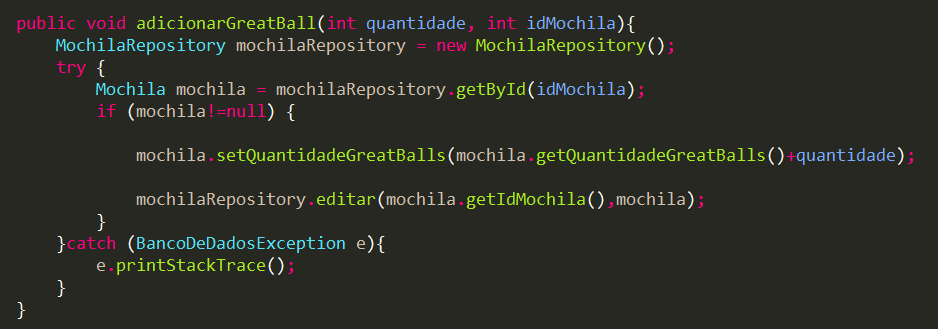 public void adicionarGreatBall(int quantidade, int idMochila){
    MochilaRepository mochilaRepository = new MochilaRepository();
    try {
        Mochila mochila = mochilaRepository.getById(idMochila);
        if (mochila!=null) {
            mochila.setQuantidadeGreatBalls(mochila.getQuantidadeGreatBalls()+quantidade);
            mochilaRepository.editar(mochila.getIdMochila(),mochila);
        }
    }catch (BancoDeDadosException e){
        e.printStackTrace();
    }
}